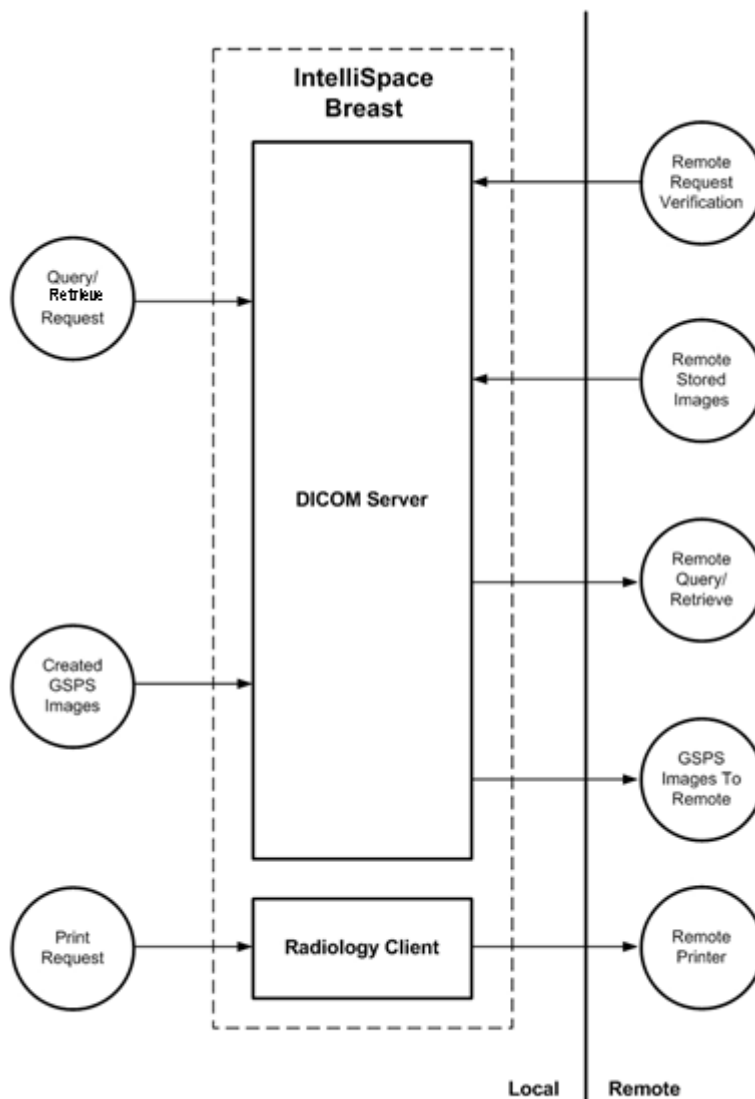 IntelliSpace
Breast
Remote
Request
Verification
Query/
Retrieve
Request
Remote
Stored
Images
DICOM Server
Remote
Query/
Retrieve
Created
GSPS
Images
GSPS
Images To
Remote
Print
Request
Radiology Client
Remote
Printer
Local
Remote